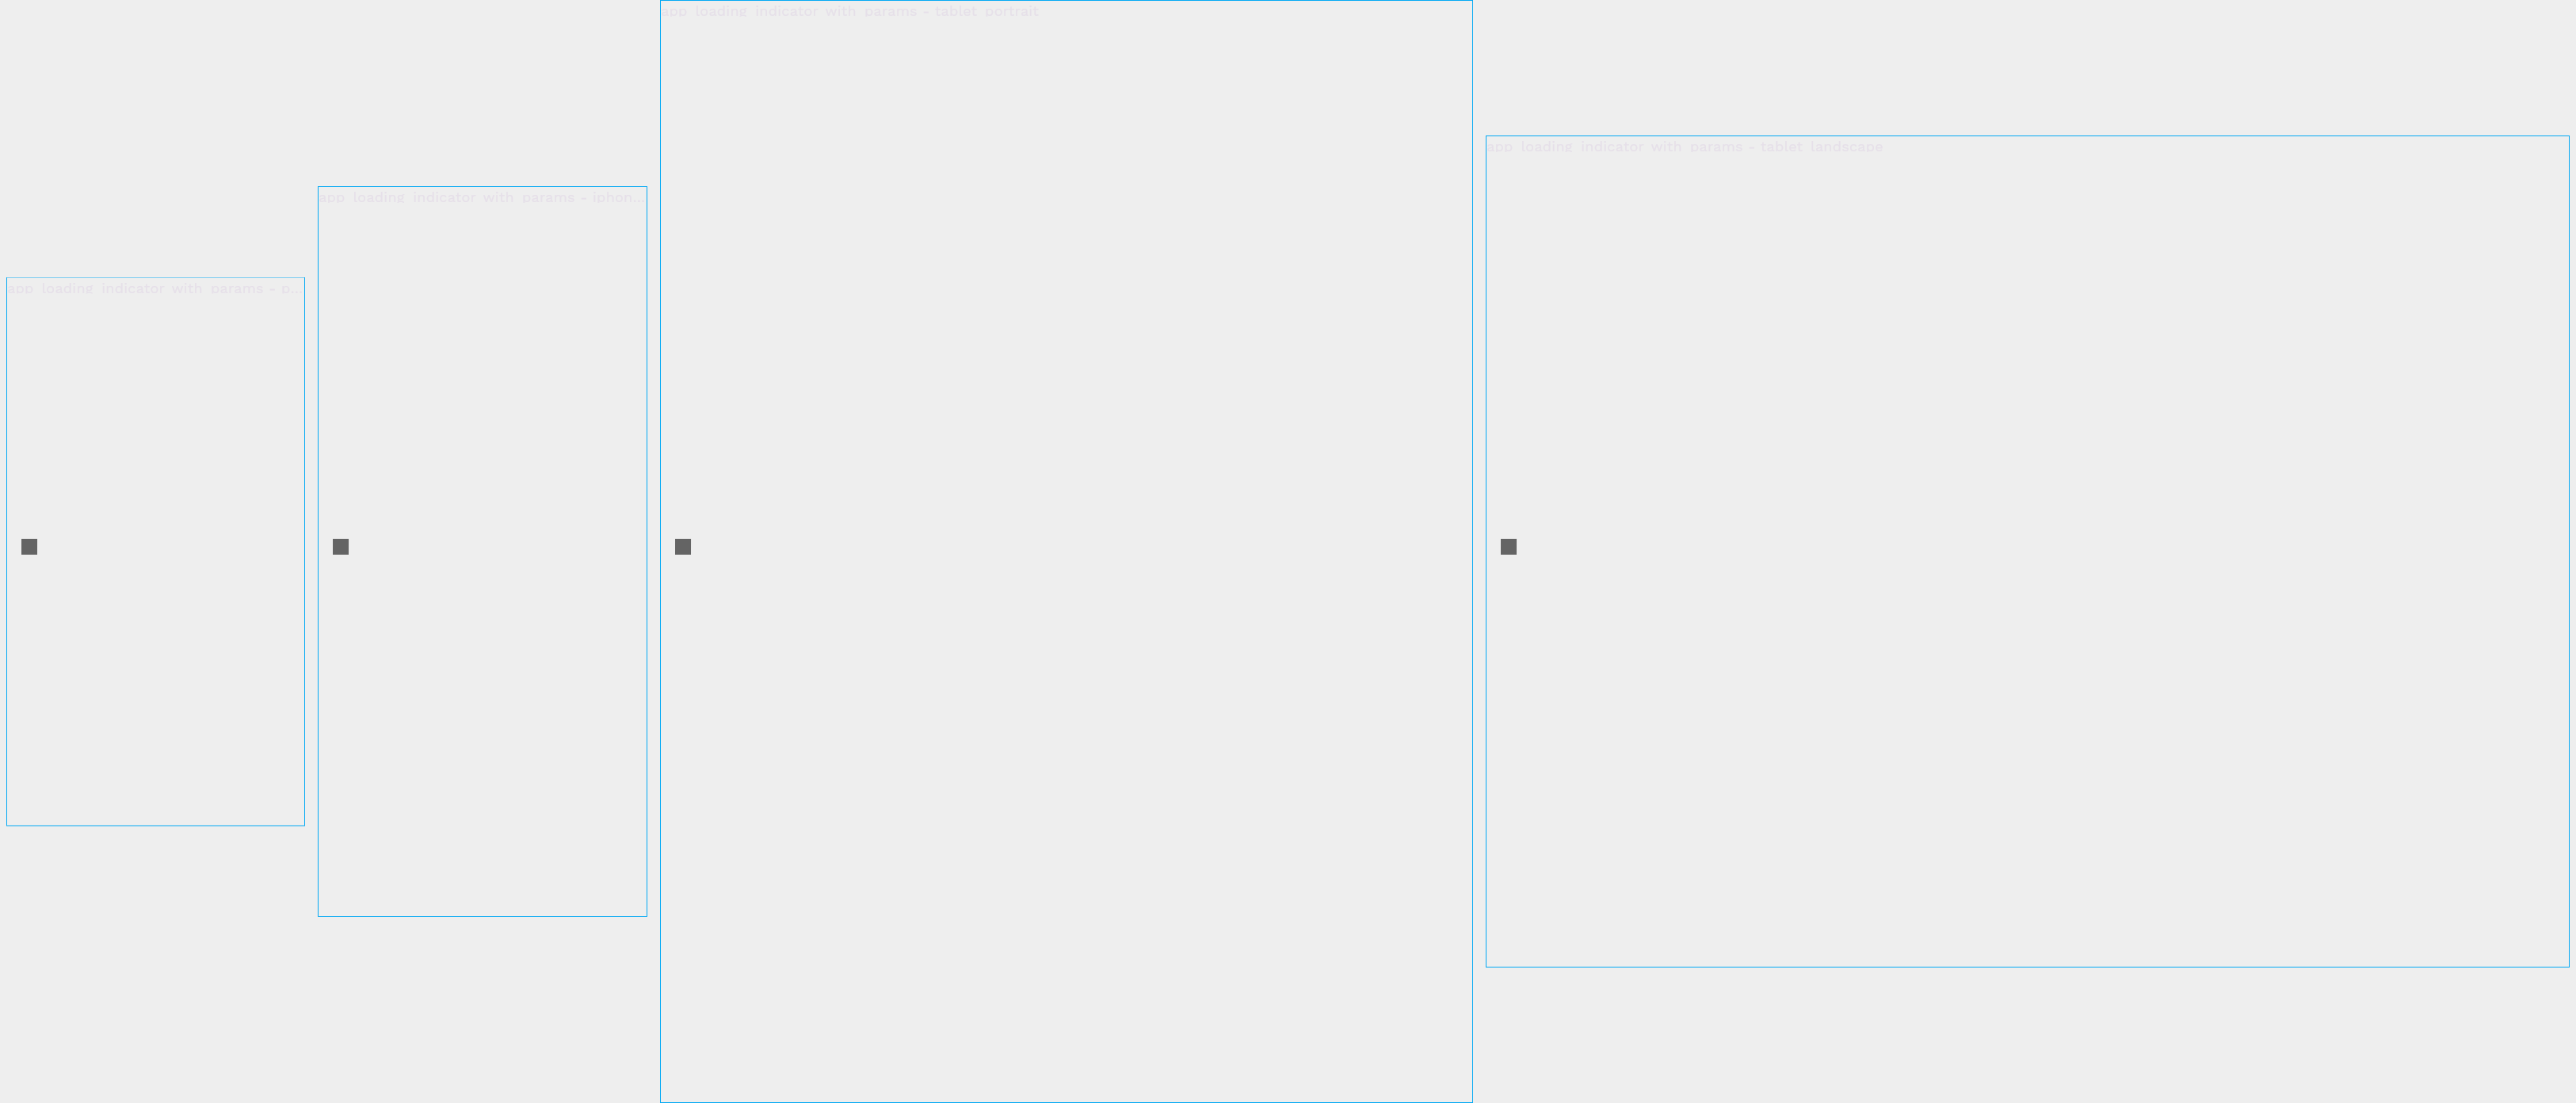 app loading indicator with params - p...
app loading indicator with params - iphon...
app loading indicator with params - tablet portrait
app loading indicator with params - tablet landscape